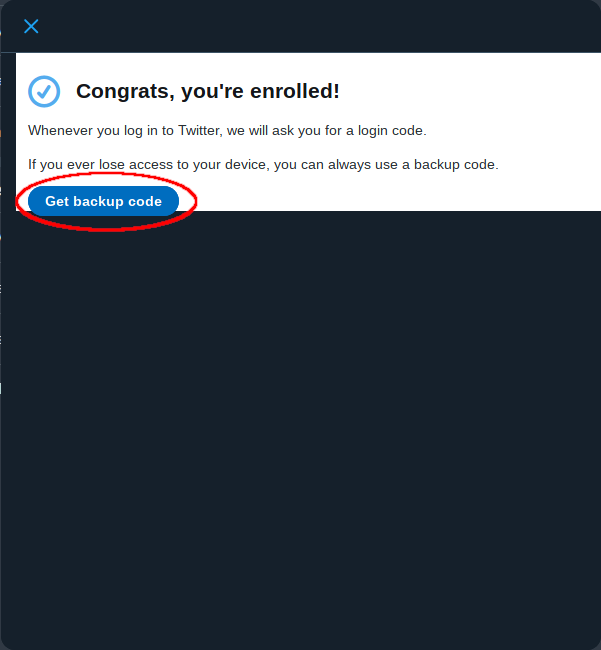 Congrats, you're enrolled!
Whenever you log in to Twitter, we will ask you for a login code.
If you ever lose access to your device, you can always use a backup code.
Get backup code